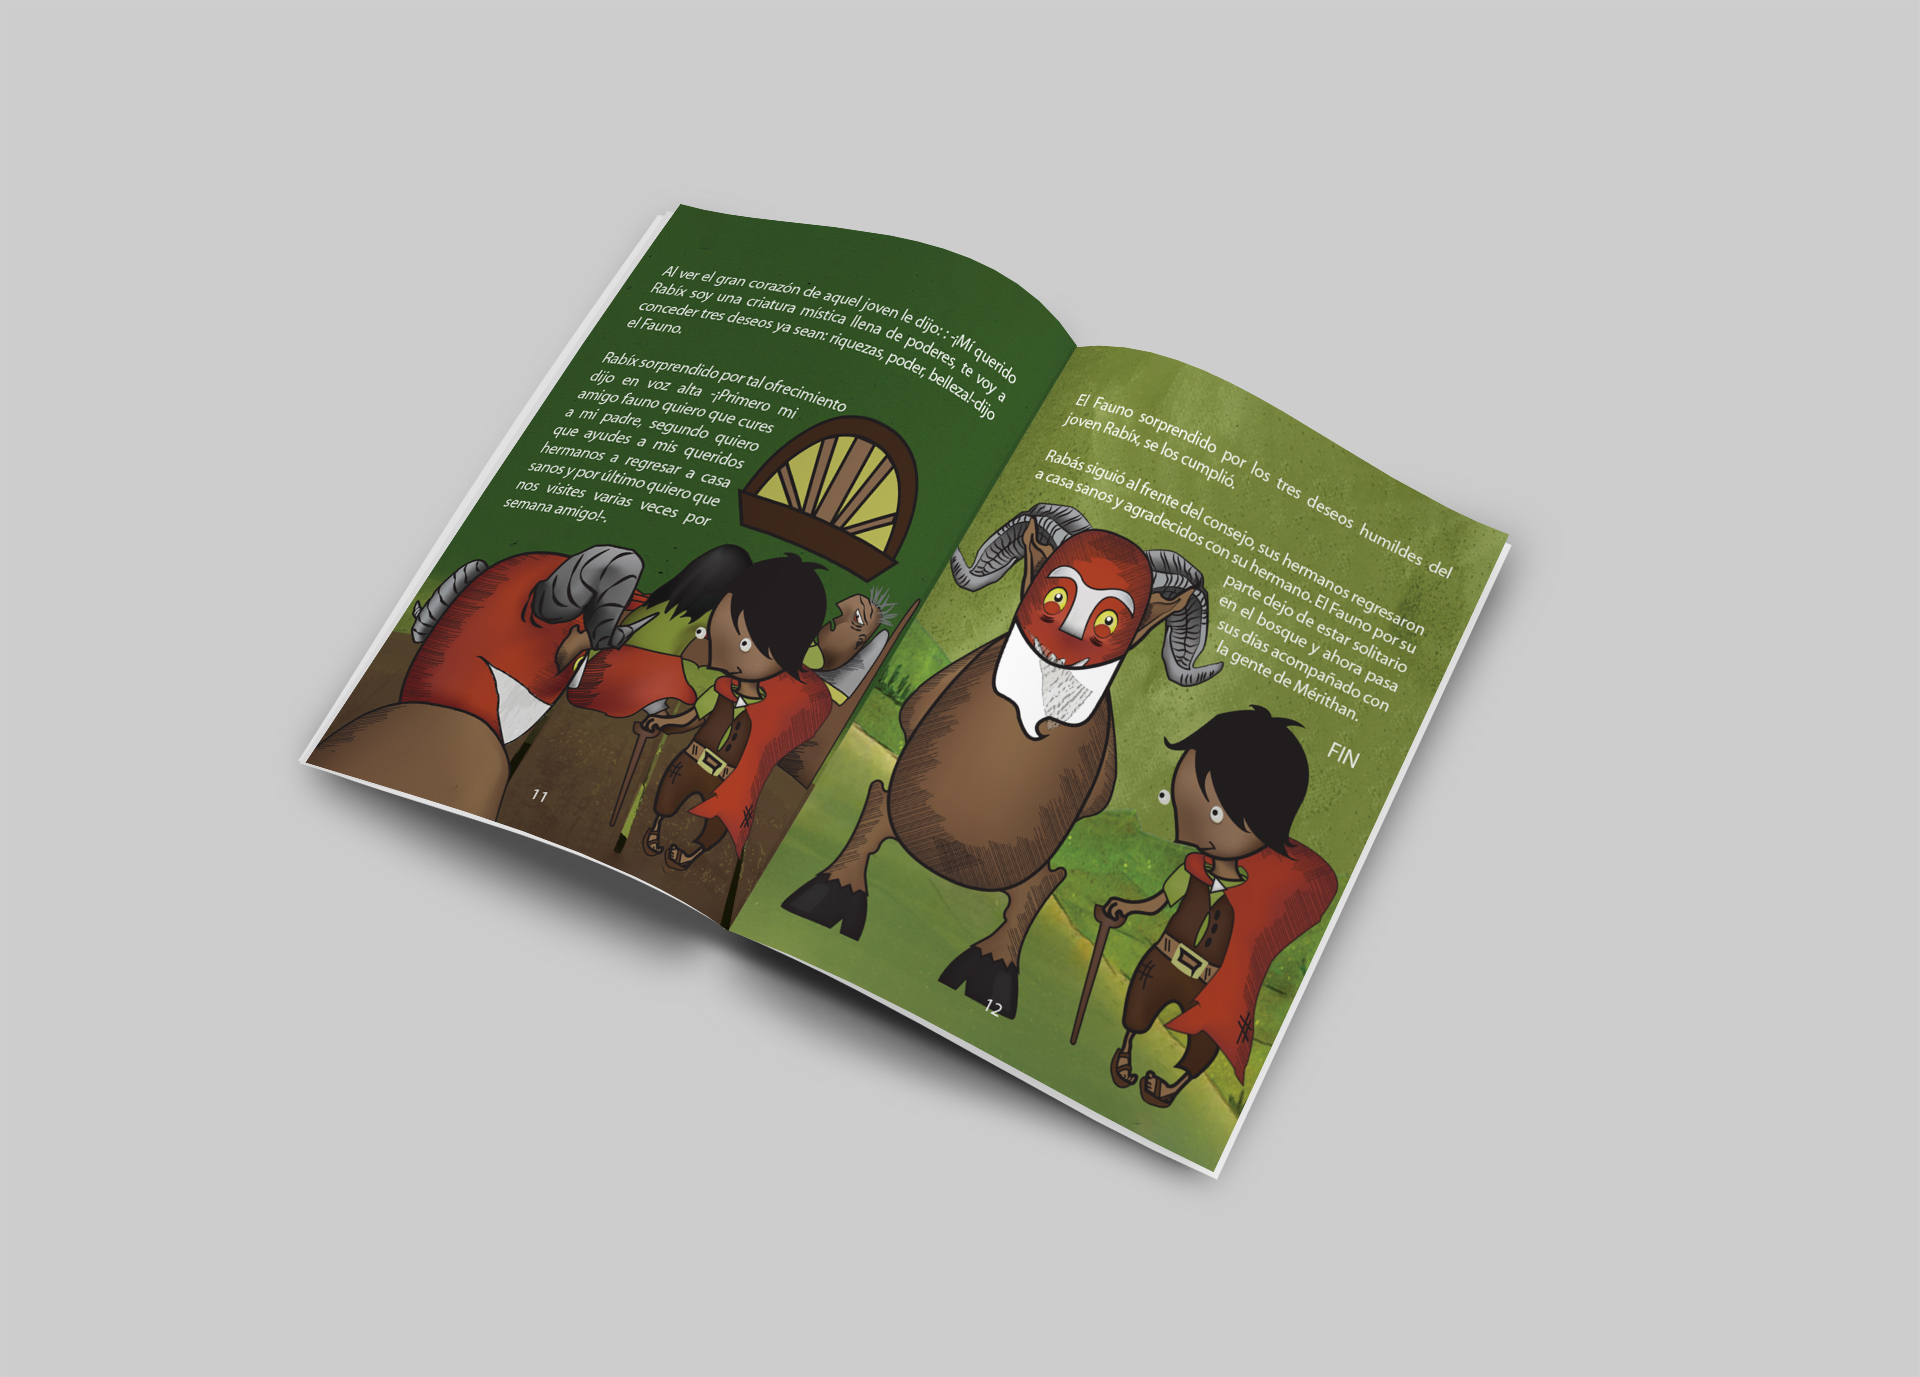 Al ver el gran corazón de aquel joven le dijo: : -¡Mí querido
Rabíx soy una criatura mística llena de poderes, te voy a
conceder tres deseos ya sean: riquezas, poder, belleza!-dijo
el Fauno.
Rabíx sorprendido por tal ofrecimiento
dijo en voz alta -¡Primero mi
amigo fauno quiero que cures
a mí padre, segundo quiero
que ayudes a mis queridos
hermanos a regresar a casa
sanos y por último quiero que
nos visites varias veces por
semana amigo!-.
11
El Fauno sorprendido por los tres deseos humildes del
joven Rabíx, se los cumplió.
Rabás siguió al frente del consejo, sus hermanos regresaron
a casa sanos y agradecidos con su hermano. El Fauno por su
parte dejo de estar solitario
en el bosque y ahora pasa
sus días acompañado con
la gente de Mérithan.
FIN
12